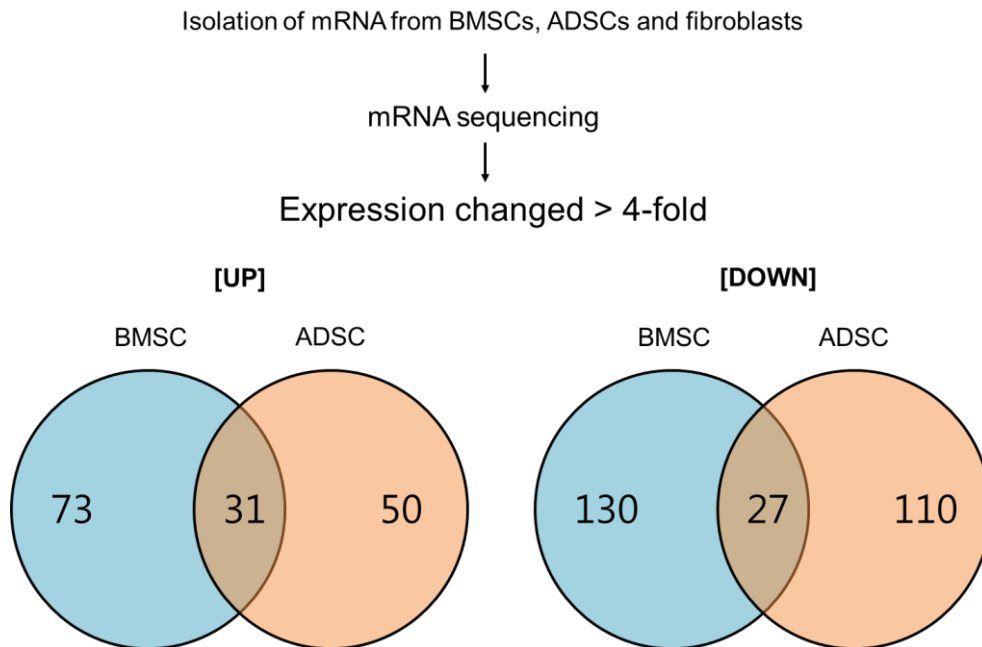 Isolation of mRNA from BMSCs, ADSCs and fibroblasts
mRNA sequencing
Expression changed > 4-fold
[UP]
[DOWN]
BMSC
ADSC
BMSC
ADSC
73
31
50
130
27
110